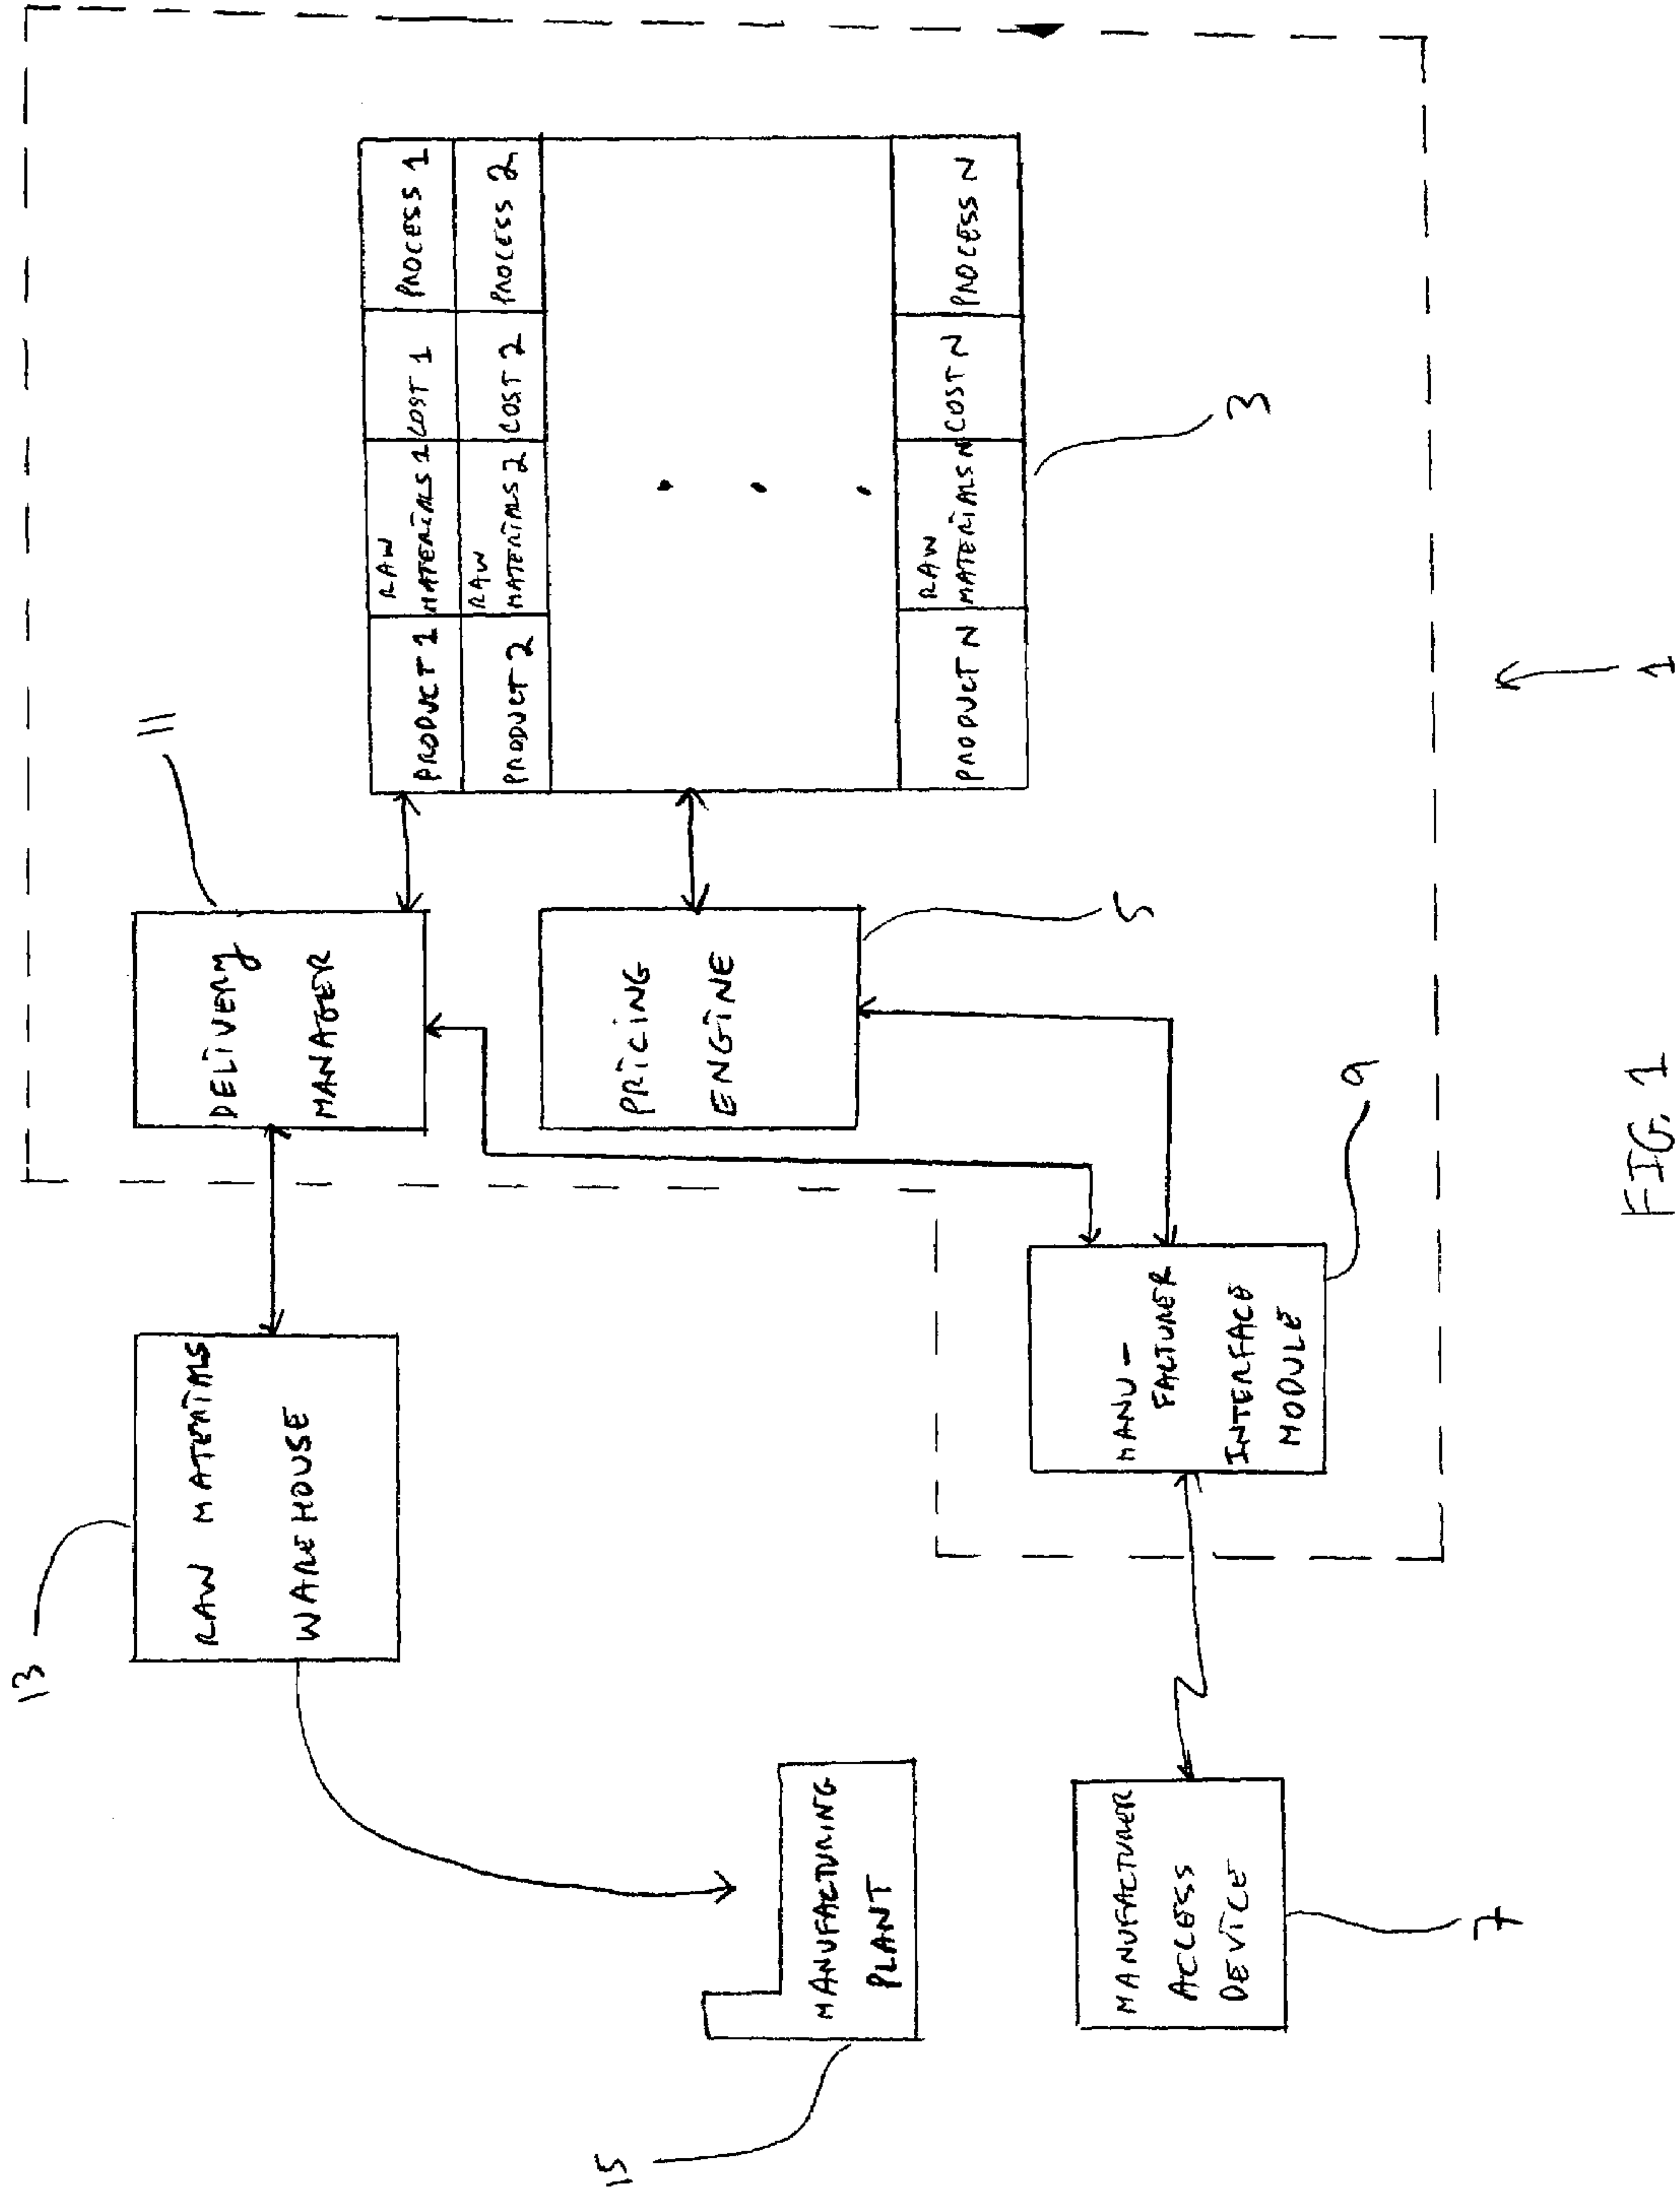 13
RAW MATERIALS
WAREHOUSE
DELIVERY
MANAGER
11
PRODUCT 1
RAW
MATERIALS 1
COST 1
PROCESS 1
PRODUCT 2
RAW
MATERIALS 2
COST 2
PROCESS 2
PRODUCT N
RAW
MATERIALS N
COST N
PROCESS N
3
PRICING
ENGINE
5
15
MANUFACTURING
PLANT
MANU-
FACTURER
INTERFACE
MODULE
9
MANUFACTURER
ACCESS
DEVICE
7
1
FIG. 1